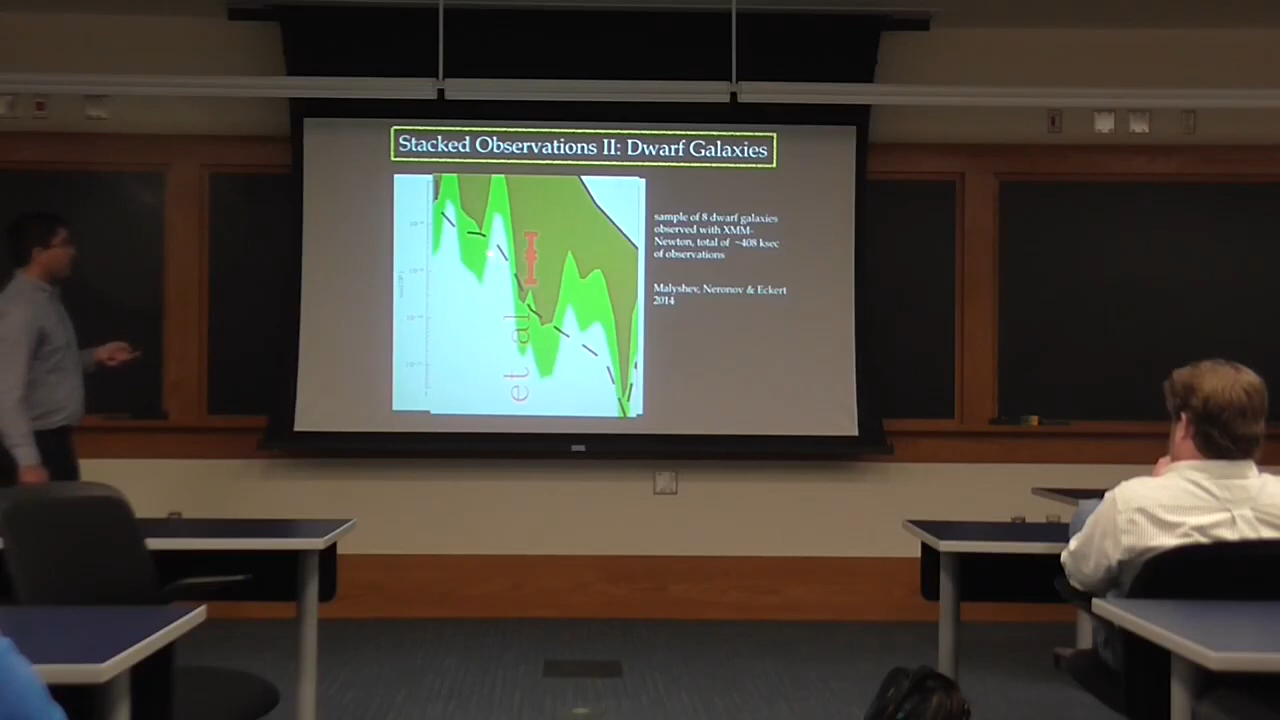 Stacked Observations II: Dwarf Galaxies
sample of 8 dwarf galaxies
observed with XMM-
Newton, total of ~408 ksec
of observations
Malyshev, Neronov & Eckert
2014
et al